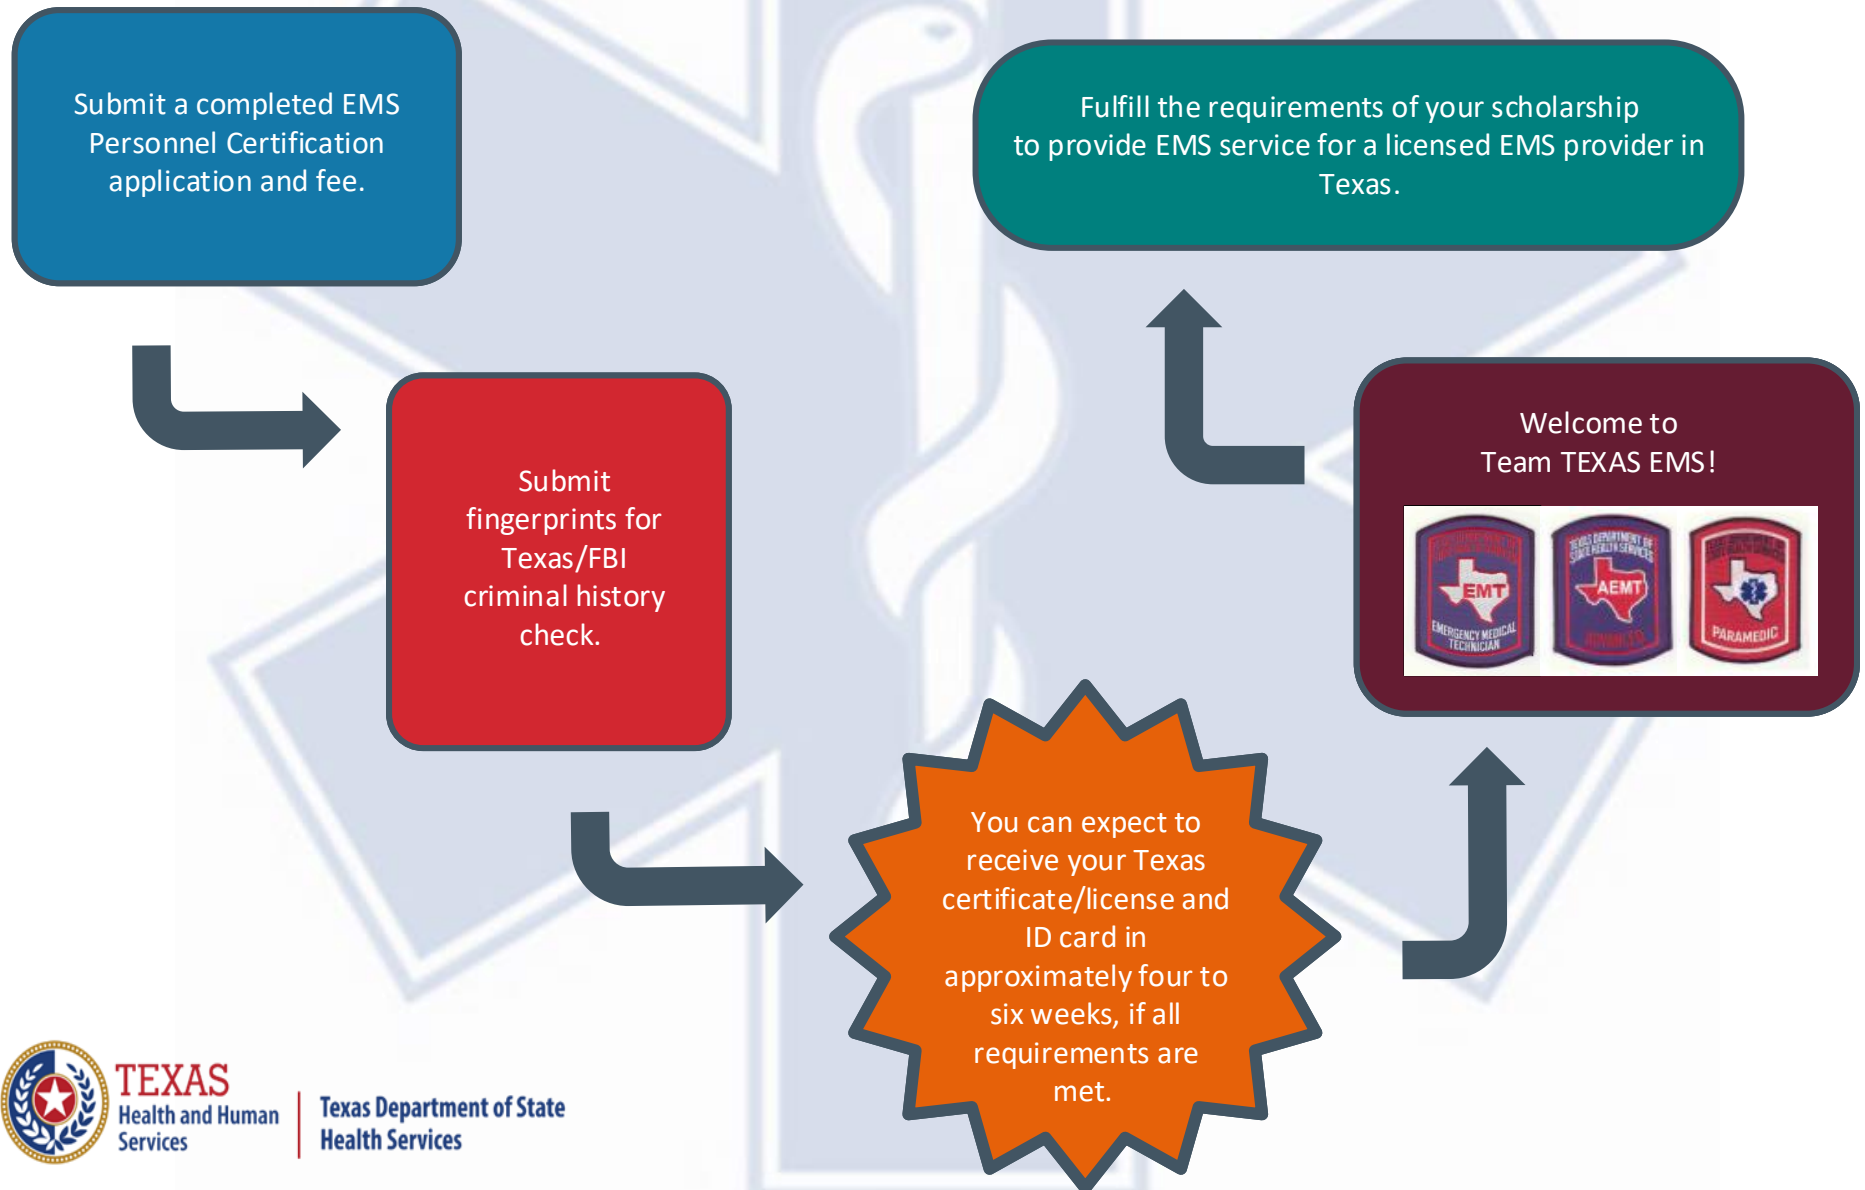 Submit a completed EMS
Personnel Certification
application and fee.
Submit
fingerprints for
Texas/FBI
criminal history
check.
You can expect to
receive your Texas
certificate/license and
ID card in
approximately four to
six weeks, if all
requirements are
met.
Welcome to
Team TEXAS EMS!
EMT
EMERGENCY MEDICAL
TECHNICIAN
TEXAS DEPARTMENT OF
STATE HEALTH SERVICES
AEMT
ADVANCED
PARAMEDIC
Fulfill the requirements of your scholarship
to provide EMS service for a licensed EMS provider in
Texas.
TEXAS
Health and Human
Services
Texas Department of State
Health Services